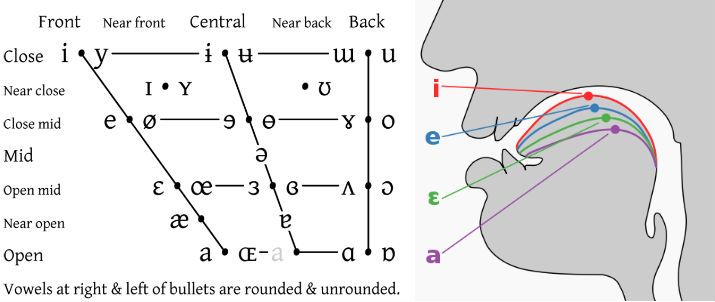 Front Near front Central Near back Back
Close i y ɨ ʉ ɯ u
Near close ɪ ʏ ʊ
Close mid e ø ɘ ɵ ɤ o
Mid ə
Open mid ɛ œ ɜ ɞ ʌ ɔ
Near open æ ɐ
Open a ɶ a ɑ ɒ
Vowels at right & left of bullets are rounded & unrounded.
i
e
ɛ
a